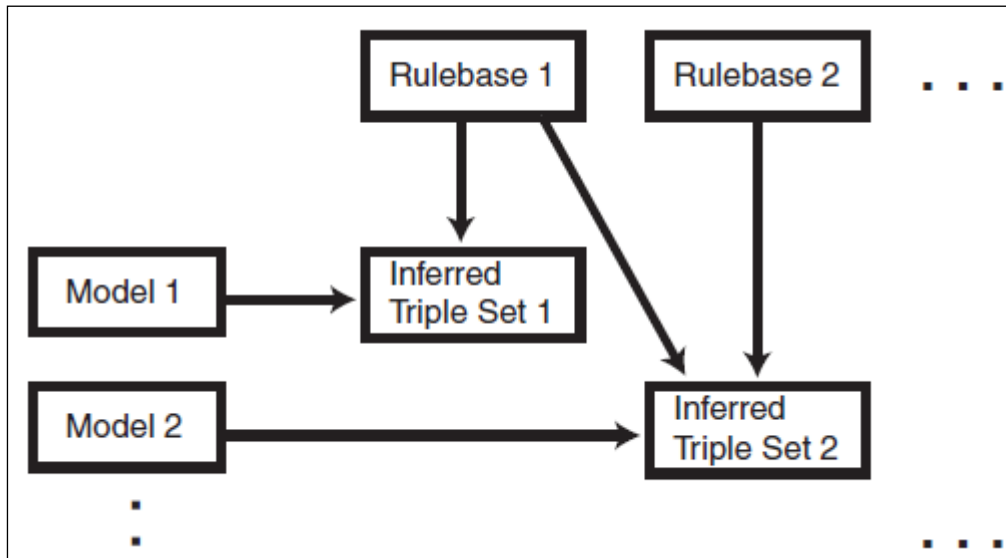 Rulebase 1
Rulebase 2
. . .
Model 1
Inferred
Triple Set 1
Model 2
Inferred
Triple Set 2
. . .